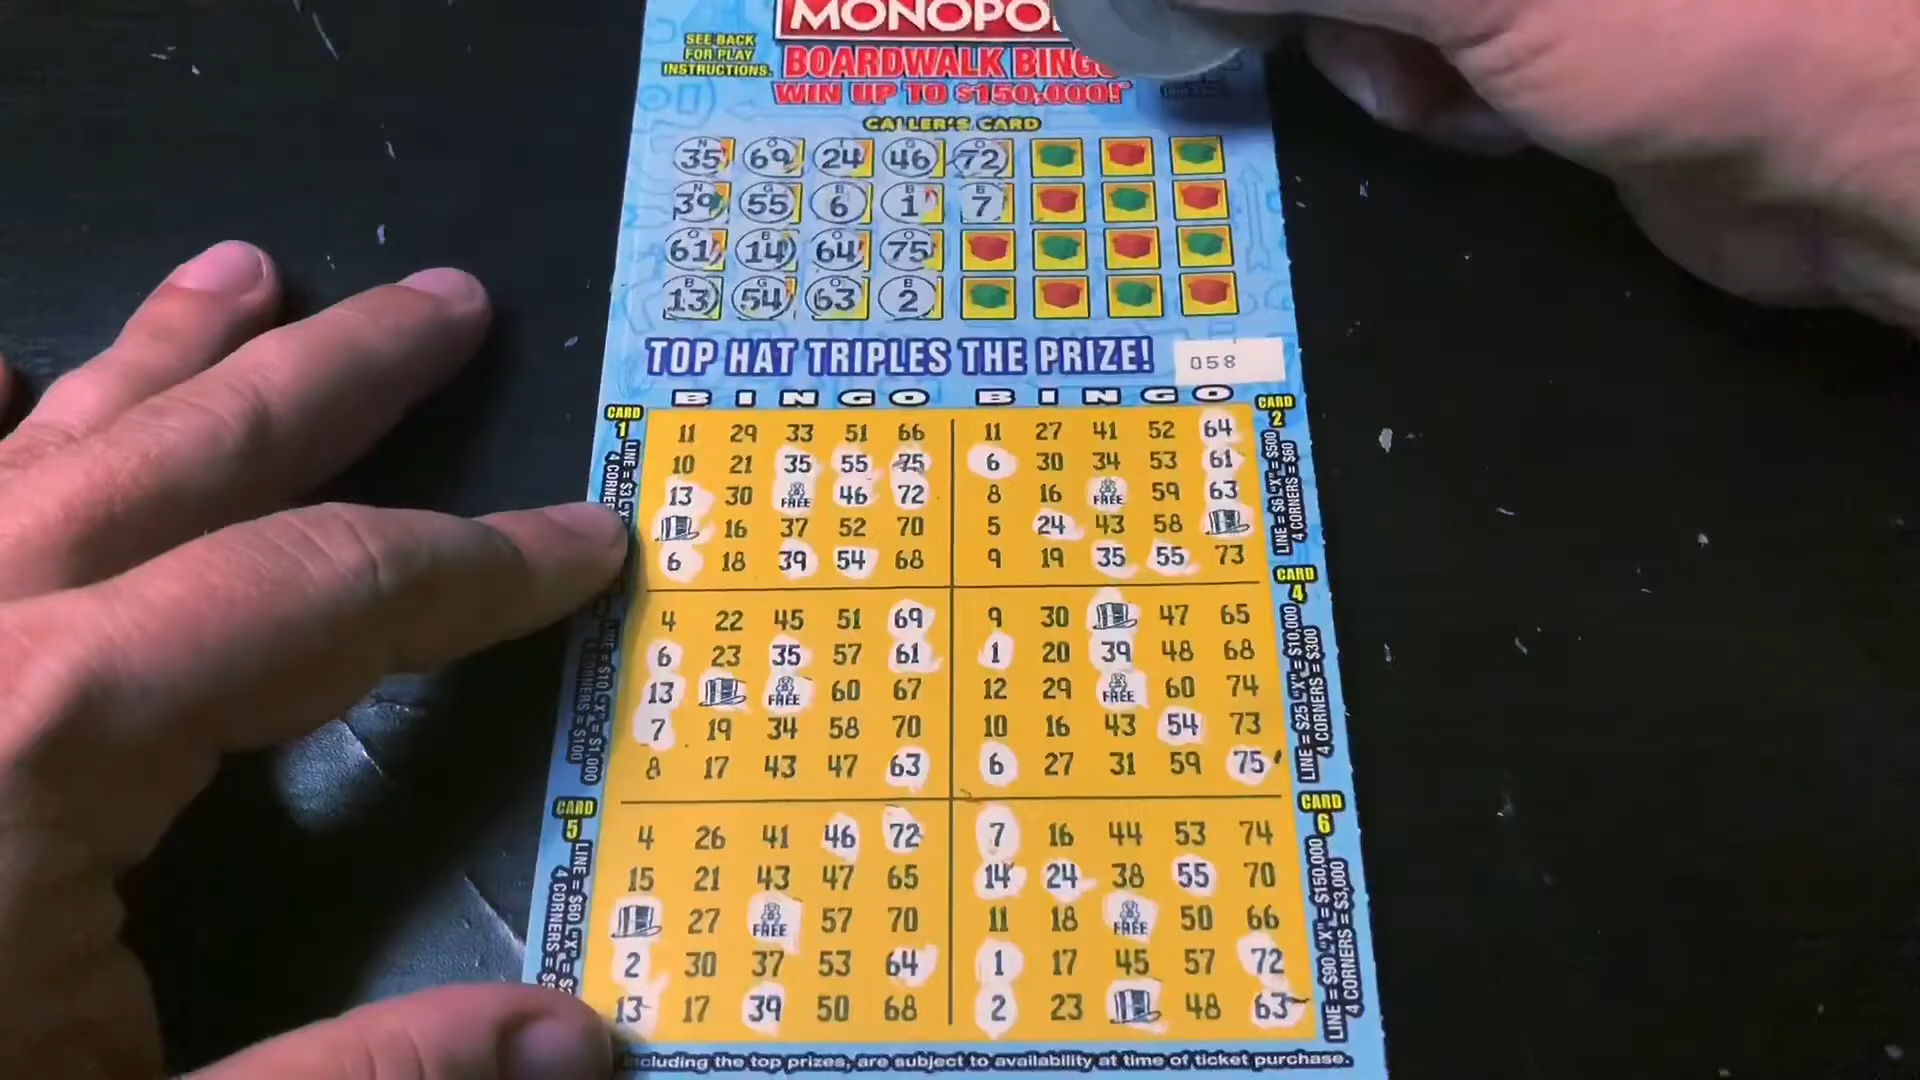 MONOPO
SEE BACK
FOR PLAY
INSTRUCTIONS.
BOARDWALK BINGO
WIN UP TO $150,000!
CALLER'S CARD
N 35 O 69 I 24 G 46 O 72
N 39 G 55 B 6 B 1 B 7
O 61 B 14 O 64 O 75
B 13 G 54 O 63 B 2
TOP HAT TRIPLES THE PRIZE! 058
B I N G O B I N G O
CARD 1
LINE = $3
4 CORNE
11 29 33 51 66
10 21 35 55 75
13 30 FREE 46 72
16 37 52 70
6 18 39 54 68
CARD 2
LINE = $6 "X" = $500
4 CORNERS = $60
11 27 41 52 64
6 30 34 53 61
8 16 FREE 59 63
5 24 43 58
9 19 35 55 73
LINE = $10 "X" = $1,000
4 CORNERS = $100
4 22 45 51 69
6 23 35 57 61
13 FREE 60 67
7 19 34 58 70
8 17 43 47 63
CARD 4
LINE = $25 "X" = $10,000
4 CORNERS = $300
9 30 47 65
1 20 39 48 68
12 29 FREE 60 74
10 16 43 54 73
6 27 31 59 75
CARD 5
LINE = $60 "X" =
4 CORNERS =
4 26 41 46 72
15 21 43 47 65
27 FREE 57 70
2 30 37 53 64
13 17 39 50 68
CARD 6
LINE = $90 "X" = $150,000
4 CORNERS = $3,000
7 16 44 53 74
14 24 38 55 70
11 18 FREE 50 66
1 17 45 57 72
2 23 48 63
including the top prizes, are subject to availability at time of ticket purchase.